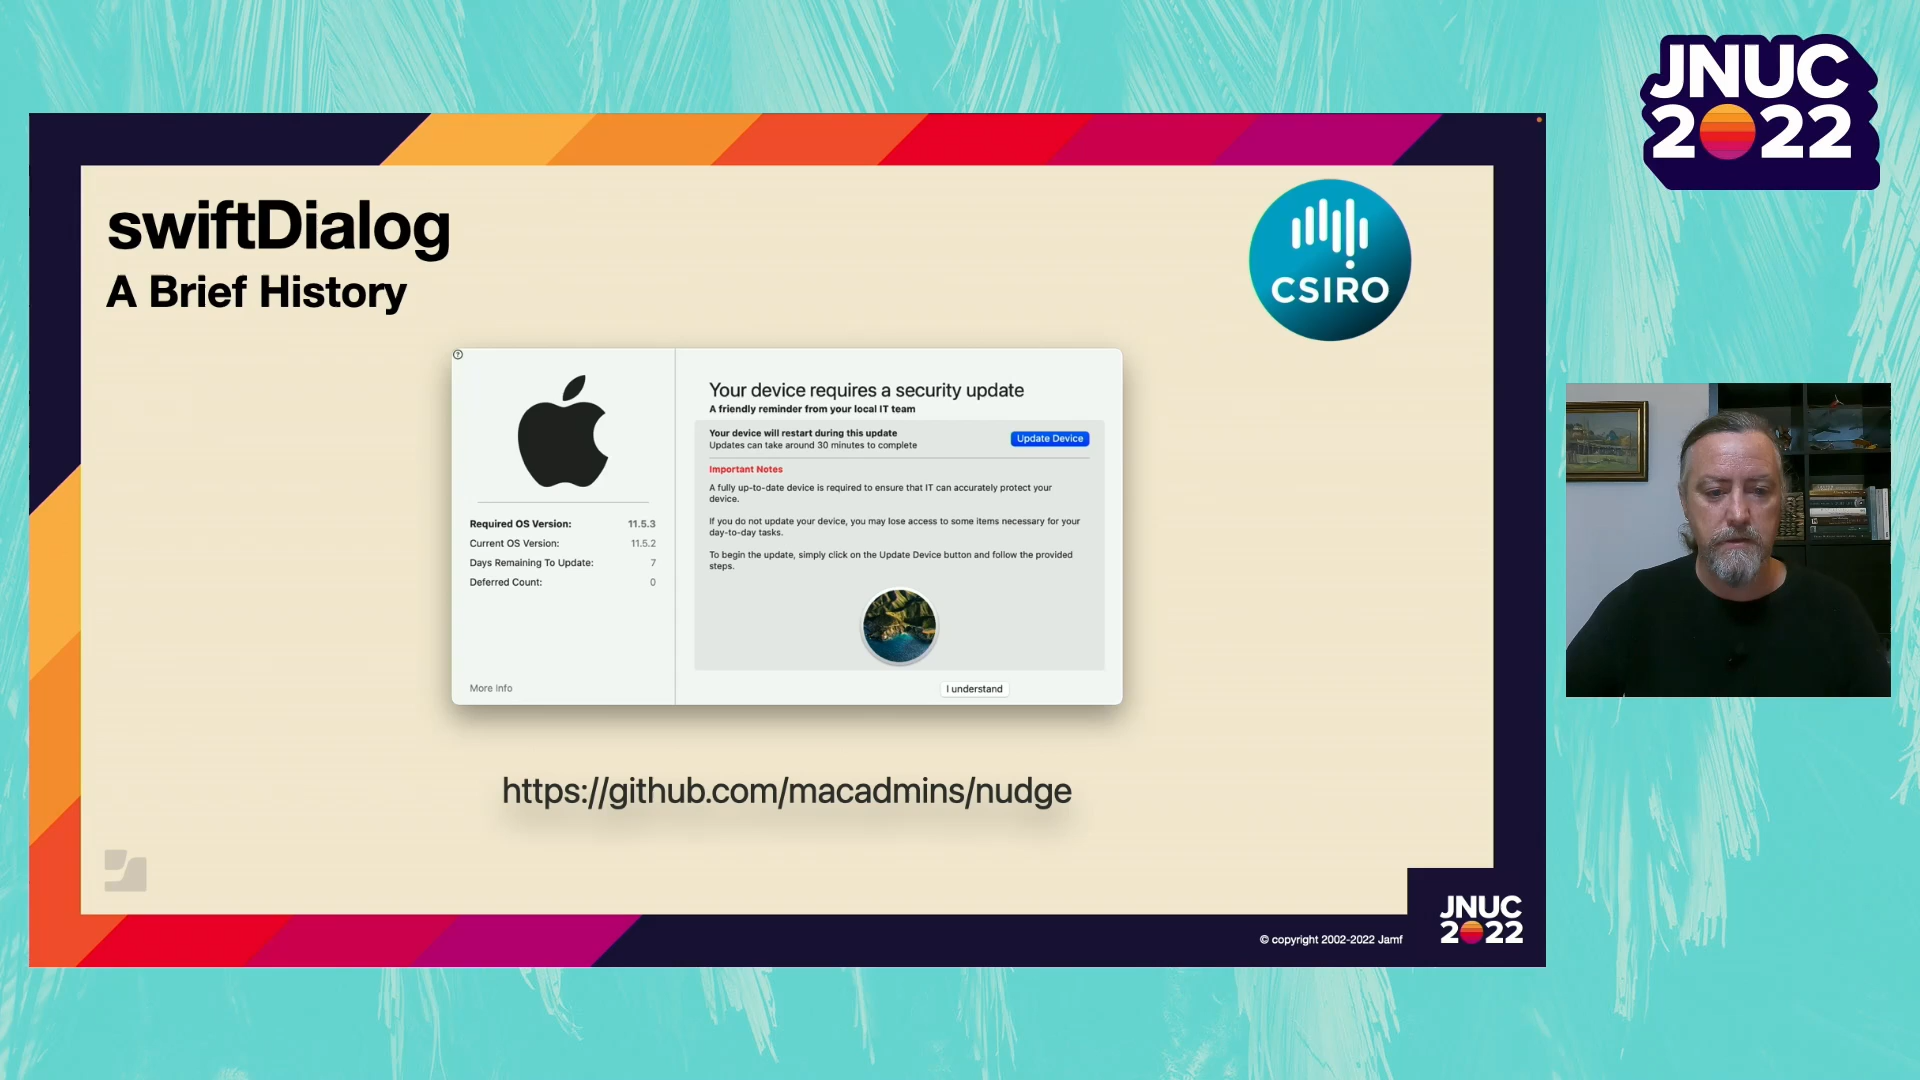 JNUC
2022
swiftDialog
A Brief History
CSIRO
?
Your device requires a security update
A friendly reminder from your local IT team
Your device will restart during this update
Updates can take around 30 minutes to complete
Update Device
Important Notes
A fully up-to-date device is required to ensure that IT can accurately protect your
device.
If you do not update your device, you may lose access to some items necessary for your
day-to-day tasks.
To begin the update, simply click on the Update Device button and follow the provided
steps.
Required OS Version: 11.5.3
Current OS Version: 11.5.2
Days Remaining To Update: 7
Deferred Count: 0
More Info
I understand
https://github.com/macadmins/nudge
© copyright 2002-2022 Jamf
JNUC
2022